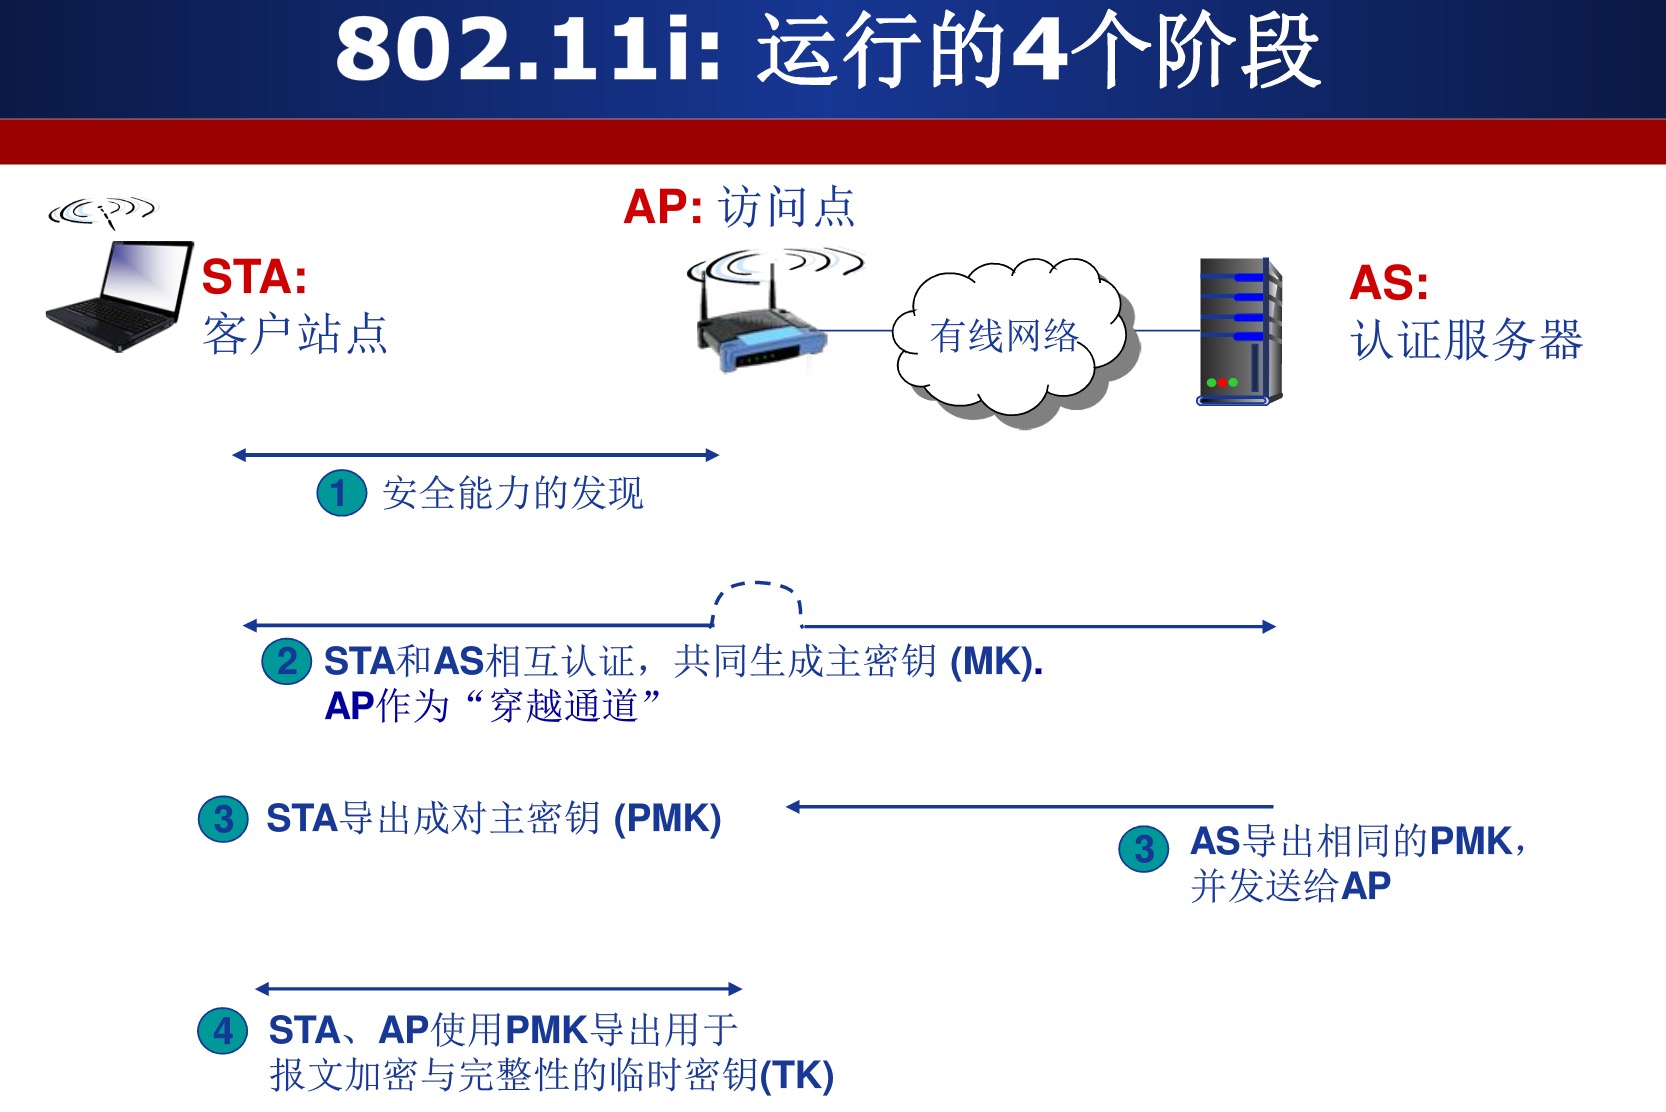 802.11i: 运行的4个阶段
AP: 访问点
STA:
客户站点
有线网络
AS:
认证服务器
1 安全能力的发现
2 STA和AS相互认证，共同生成主密钥 (MK).
AP作为“穿越通道”
3 STA导出成对主密钥 (PMK)
3 AS导出相同的PMK，
并发送给AP
4 STA、AP使用PMK导出用于
报文加密与完整性的临时密钥(TK)